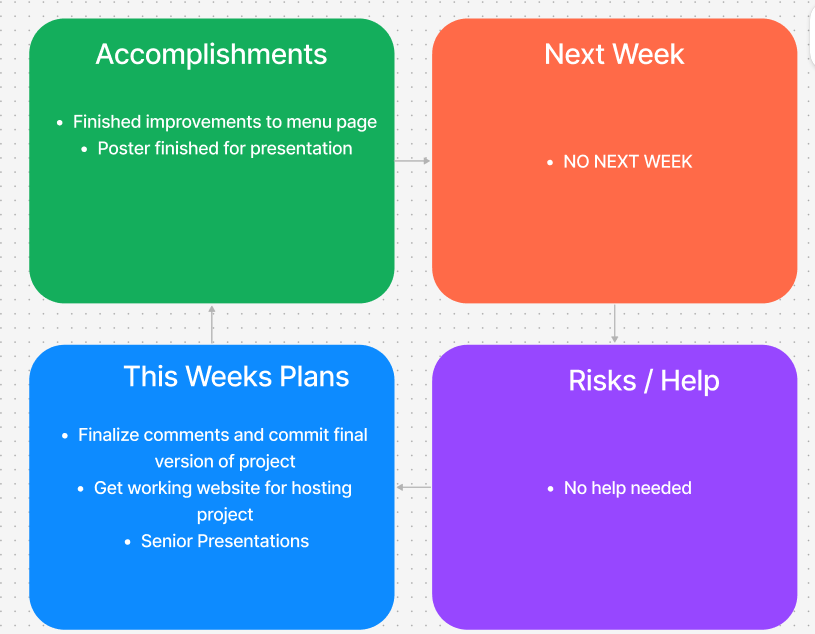 Accomplishments
• Finished improvements to menu page
• Poster finished for presentation
Next Week
• NO NEXT WEEK
This Weeks Plans
• Finalize comments and commit final
version of project
• Get working website for hosting
project
• Senior Presentations
Risks / Help
• No help needed